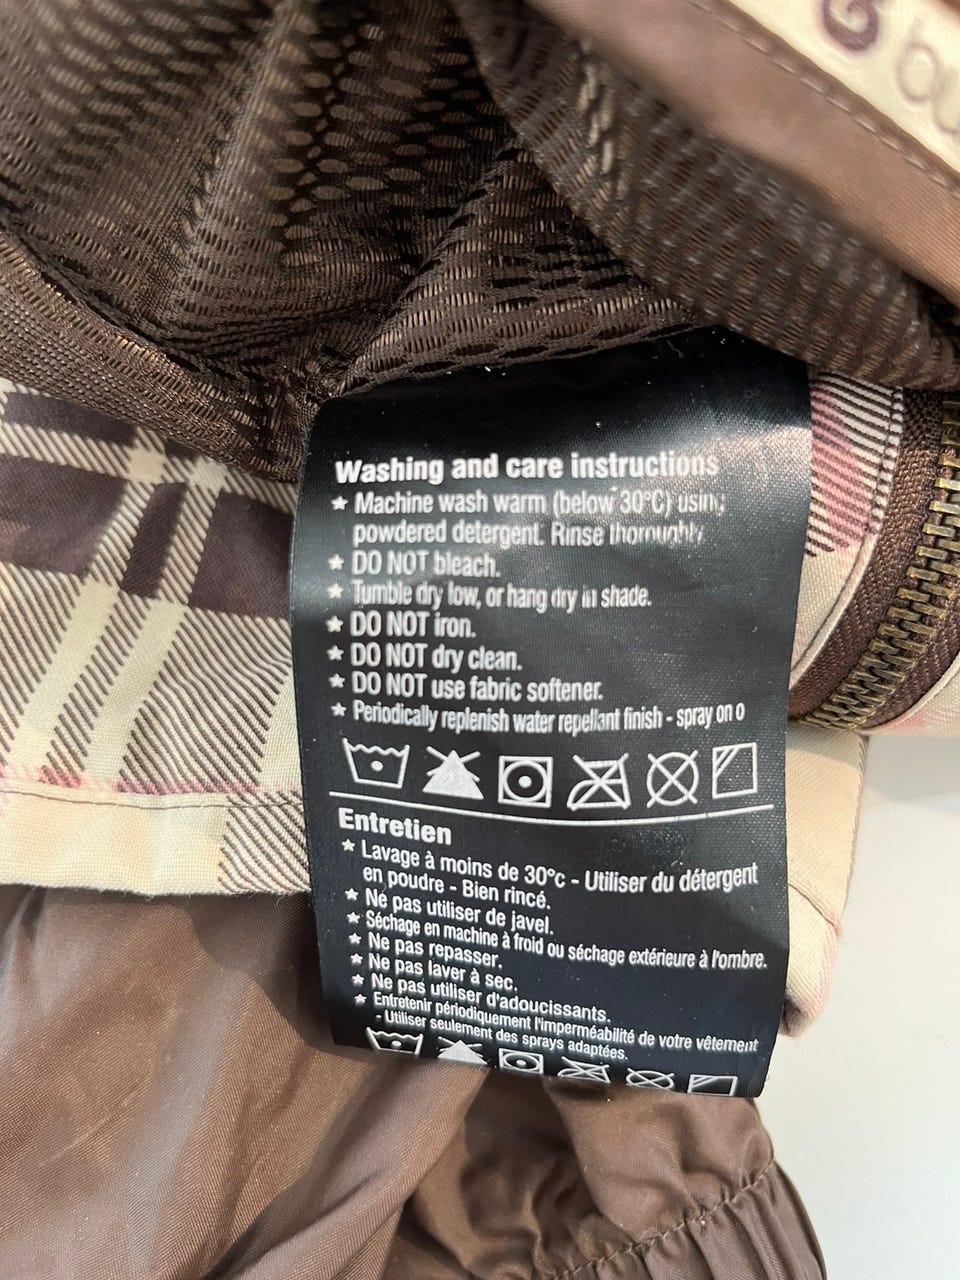 bu
Washing and care instructions
★ Machine wash warm (below 30°C) using
powdered detergent. Rinse thoroughly
★ DO NOT bleach.
★ Tumble dry low, or hang dry in shade.
★ DO NOT iron.
★ DO NOT dry clean.
★ DO NOT use fabric softener.
★ Periodically replenish water repellant finish - spray on o
Entretien
★ Lavage à moins de 30°c - Utiliser du détergent
en poudre - Bien rincé.
★ Ne pas utiliser de javel.
★ Séchage en machine à froid ou séchage extérieure à l'ombre.
★ Ne pas repasser.
★ Ne pas laver à sec.
★ Ne pas utiliser d'adoucissants.
★ Entretenir périodiquement l'imperméabilité de votre vêtement
- Utiliser seulement des sprays adaptées.